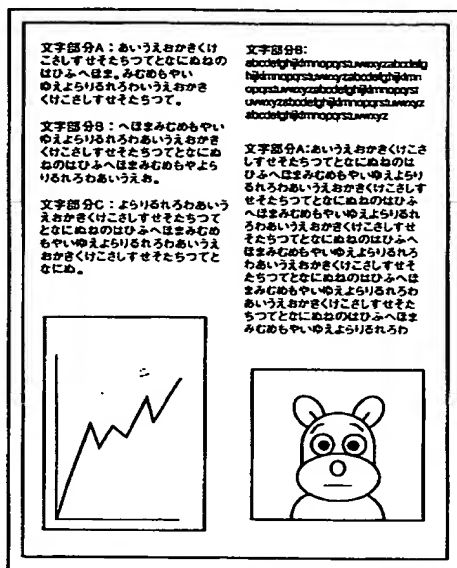 文字部分A：あいうえおかきくけ
こさしすせそたちつてとなにぬねの
はひふへほま。みむめもやい
ゆえよらりるれろわいうえおかき
くけこさしすせそたちつて。
文字部分B：へほまみむめもやい
ゆえよらりるれろわあいうえおかき
くけこさしすせそたちつてとなにぬ
ねのはひふへほまみむめもやよら
りるれろわあいうえお。
文字部分C：よらりるれろわあいう
えおかきくけこさしすせそたちつて
となにぬねのはひふへほまみむめ
もやいゆえよらりるれろわあいうえ
おかきくけこさしすせそたちつてと
なにぬ。
文字部分B:
abcdefghijklmnopqrstuvwxyzabcdefg
hijklmnopqrstuvwxyzabcdefghijklmn
opqrstuvwxyzabcdefghijklmnopqrst
uvwxyzabcdefghijklmnopqrstuvwxyz
abcdefghijklmnopqrstuvwxyz
文字部分A:あいうえおかきくけこさ
しすせそたちつてとなにぬねのは
ひふへほまみむめもやいゆえよらり
るれろわあいうえおかきくけこさしす
せそたちつてとなにぬねのはひふ
へほまみむめもやいゆえよらりるれ
ろわあいうえおかきくけこさしす
せそたちつてとなにぬねのはひふへ
ほまみむめもやいゆえよらりるれろ
わあいうえおかきくけこさしすせそ
たちつてとなにぬねのはひふへほ
まみむめもやいゆえよらりるれろわ
あいうえおかきくけこさしすせそた
ちつてとなにぬねのはひふへほま
みむめもやいゆえよらりるれろわ